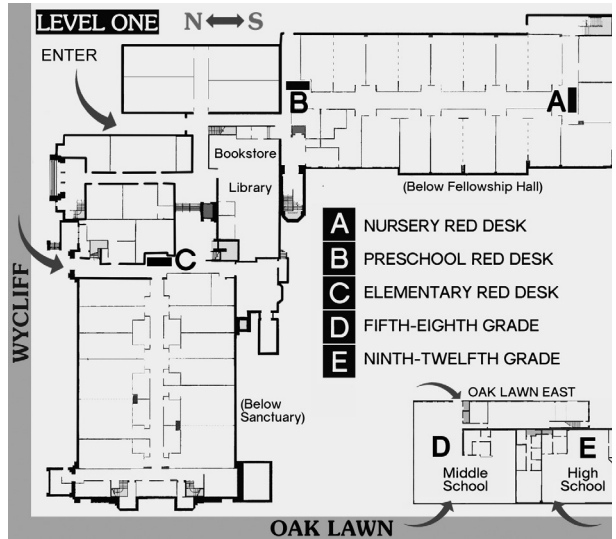 LEVEL ONE
N S
ENTER
B
A
Bookstore
Library
(Below Fellowship Hall)
A NURSERY RED DESK
B PRESCHOOL RED DESK
C ELEMENTARY RED DESK
D FIFTH-EIGHTH GRADE
E NINTH-TWELFTH GRADE
C
WYCLIFF
(Below
Sanctuary)
OAK LAWN EAST
D
Middle
School
E
High
School
OAK LAWN